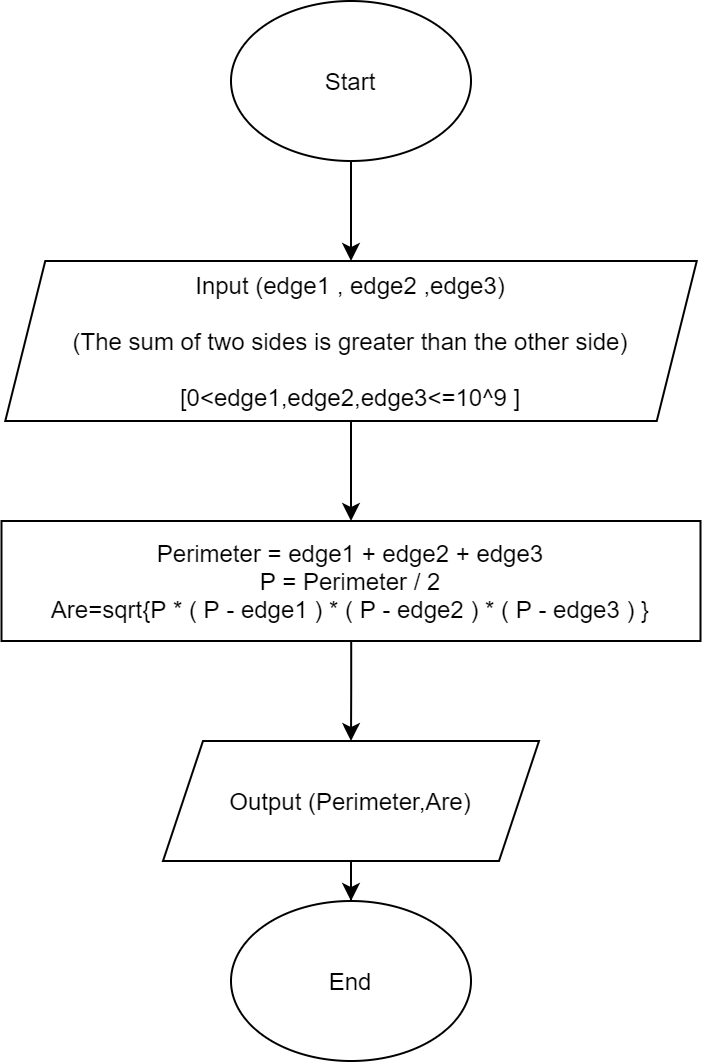 Start
Input (edge1 , edge2 ,edge3)
(The sum of two sides is greater than the other side)
[0<edge1,edge2,edge3<=10^9 ]
Perimeter = edge1 + edge2 + edge3
P = Perimeter / 2
Are=sqrt{P * ( P - edge1 ) * ( P - edge2 ) * ( P - edge3 ) }
Output (Perimeter,Are)
End